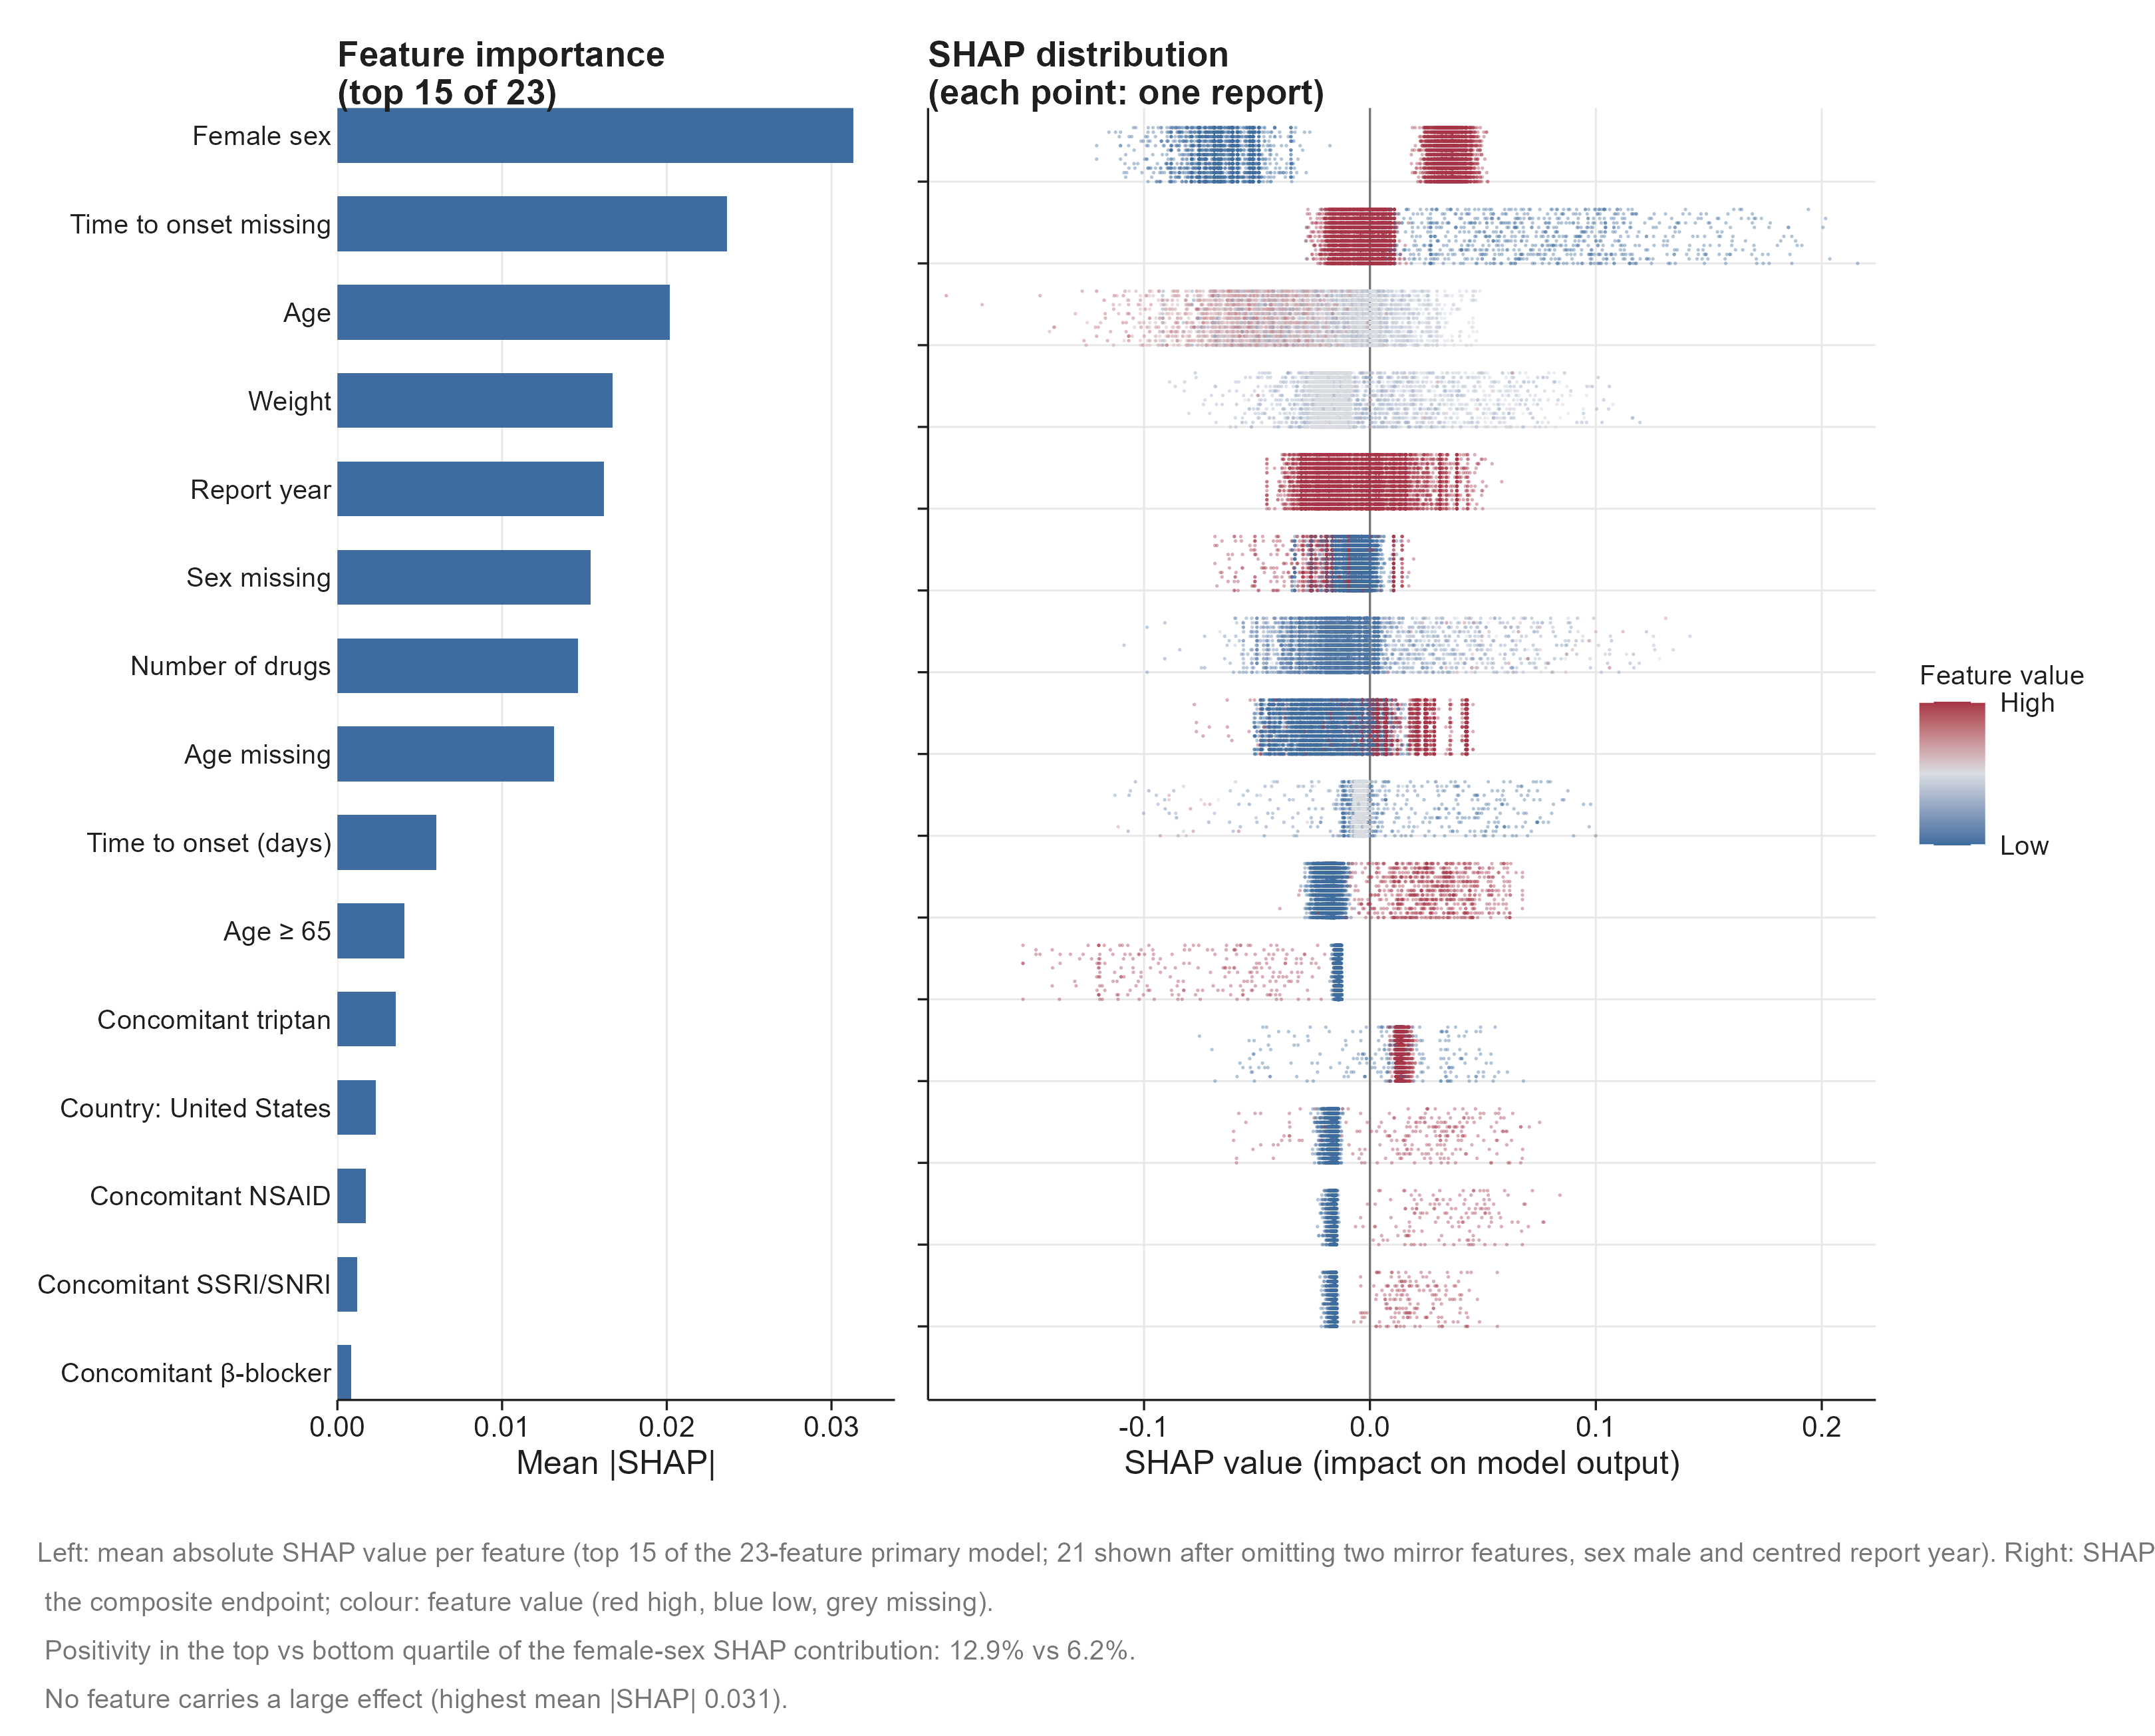 Feature importance
(top 15 of 23)
SHAP distribution
(each point: one report)
Female sex
Time to onset missing
Age
Weight
Report year
Sex missing
Number of drugs
Age missing
Time to onset (days)
Age ≥ 65
Concomitant triptan
Country: United States
Concomitant NSAID
Concomitant SSRI/SNRI
Concomitant β-blocker
0.00
0.01
0.02
0.03
Mean |SHAP|
-0.1
0.0
0.1
0.2
SHAP value (impact on model output)
Feature value
High
Low
Left: mean absolute SHAP value per feature (top 15 of the 23-feature primary model; 21 shown after omitting two mirror features, sex male and centred report year). Right: SHAP
the composite endpoint; colour: feature value (red high, blue low, grey missing).
Positivity in the top vs bottom quartile of the female-sex SHAP contribution: 12.9% vs 6.2%.
No feature carries a large effect (highest mean |SHAP| 0.031).